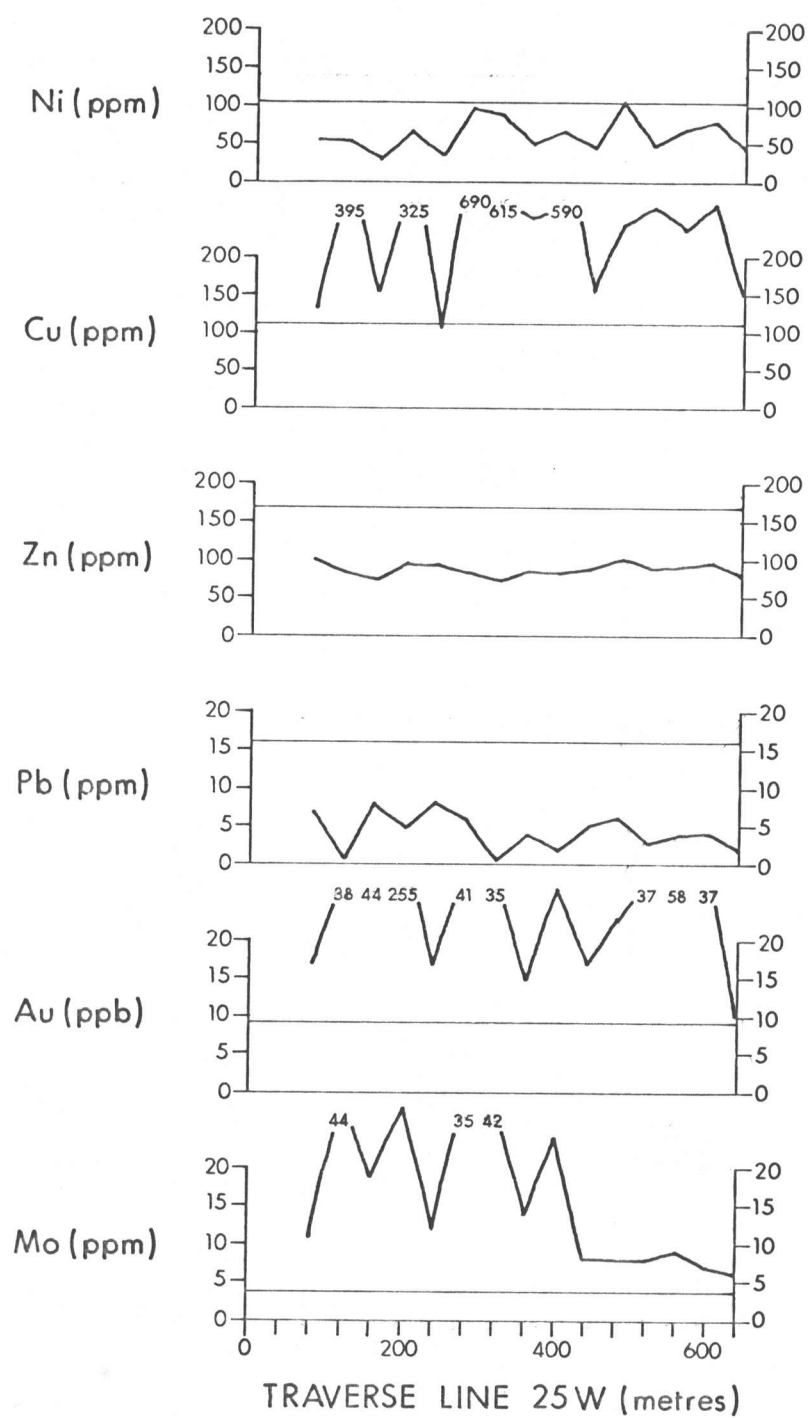 200 200
150 150
Ni (ppm) 100 100
50 50
0 0
395 325 690 615 590
200 200
150 150
Cu (ppm) 100 100
50 50
0 0
200 200
150 150
Zn (ppm) 100 100
50 50
0 0
20 20
15 15
Pb (ppm) 10 10
5 5
0 0
38 44 255 41 35 37 58 37
20 20
15 15
Au (ppb) 10 10
5 5
0 0
44 35 42
20 20
15 15
Mo (ppm) 10 10
5 5
0 0
0 200 400 600
TRAVERSE LINE 25W (metres)